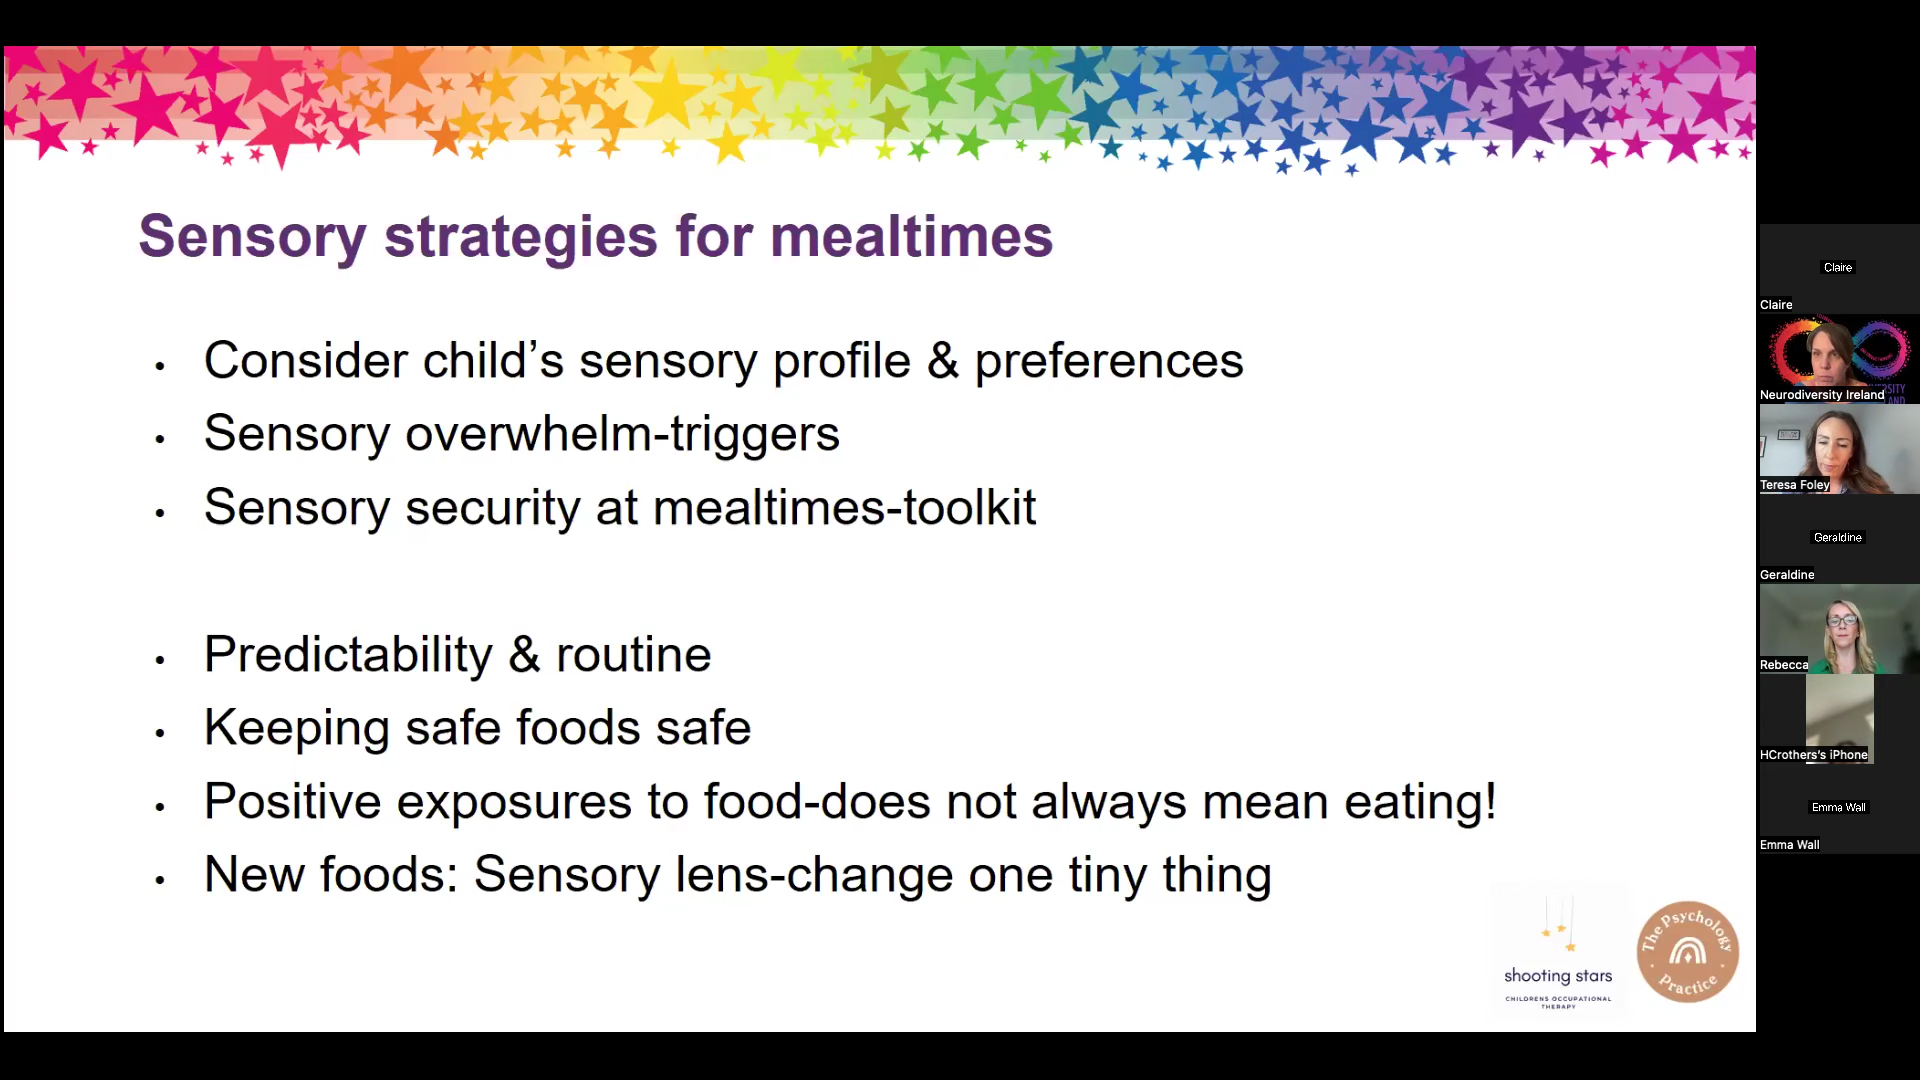 Sensory strategies for mealtimes
• Consider child’s sensory profile & preferences
• Sensory overwhelm-triggers
• Sensory security at mealtimes-toolkit
• Predictability & routine
• Keeping safe foods safe
• Positive exposures to food-does not always mean eating!
• New foods: Sensory lens-change one tiny thing
shooting stars
CHILDRENS OCCUPATIONAL
THERAPY
The Psychology
Practice
Claire
Claire
Neurodiversity Ireland
Teresa Foley
Geraldine
Geraldine
Rebecca
HCrothers’s iPhone
Emma Wall
Emma Wall